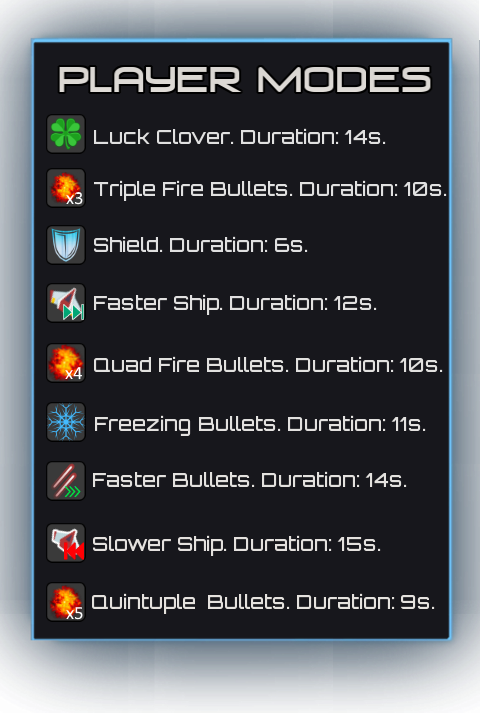 PLAYER MODES
Luck Clover. Duration: 14s.
x3 Triple Fire Bullets. Duration: 10s.
Shield. Duration: 6s.
Faster Ship. Duration: 12s.
x4 Quad Fire Bullets. Duration: 10s.
Freezing Bullets. Duration: 11s.
Faster Bullets. Duration: 14s.
Slower Ship. Duration: 15s.
x5 Quintuple  Bullets. Duration: 9s.